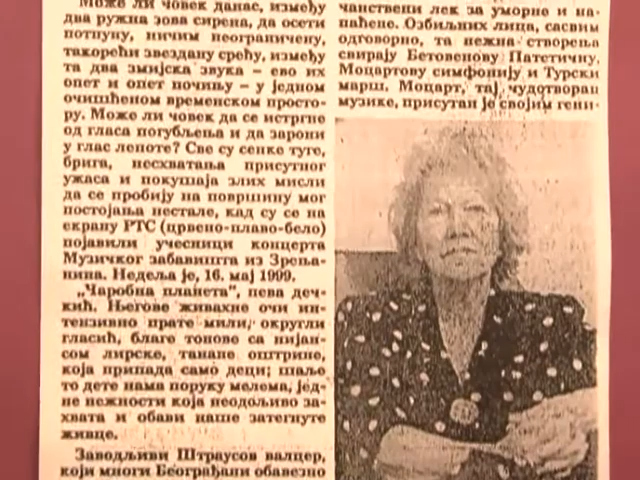 Може ли човек данас, између
два ружна зова сирена, да осети
потпуну, ничим неограничену,
такорећи звездану срећу, између
та два змијска звука – ево их
опет и опет почињу – у једном
очишћеном временском просто-
ру. Може ли човек да се истргне
од гласа погубљења и да зарони
у глас лепоте? Све су сенке туге,
брига, несхватања присутног
ужаса и покушаја злих мисли
да се пробију на површину мог
постојања нестале, кад су се на
екрану РТС (црвено-плаво-бело)
појавили учесници концерта
Музичког забавишта из Зрења-
нина. Недеља је, 16. мај 1999.
„Чаробна планета“, пева деч-
кић. Његове живахне очи ин-
тензивно прате мили, округли
гласић, благе тонове са нијан-
сом лирске, танане оштрине,
која припада само деци; шаље
то дете нама поруку мелема, јед-
не нежности која неодољиво за-
хвата и обавија наше затегнуте
живце.
Заводљиви Штраусов валцер,
који многи Београђани обавезно
чанствени лек за уморне и на-
паћене. Озбиљних лица, сасвим
одговорно, та нежна створења
свирају Бетовенову Патетичну,
Моцартову симфонију и Турски
марш. Моцарт, тај чудотворац
музике, присутан је својим гени-